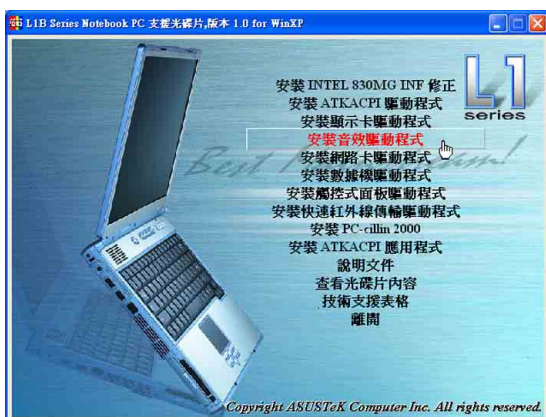 L1B Series Notebook PC 支援光碟片,版本 1.0 for WinXP
L1
series
安裝 INTEL 830MG INF 修正
安裝 ATKACPI 驅動程式
安裝顯示卡驅動程式
安裝音效驅動程式
安裝網路卡驅動程式
安裝數據機驅動程式
安裝觸控式面板驅動程式
安裝快速紅外線傳輸驅動程式
安裝 PC-cillin 2000
安裝 ATKACPI 應用程式
說明文件
查看光碟片內容
技術支援表格
離開
Copyright ASUSTeK Computer Inc. All rights reserved.